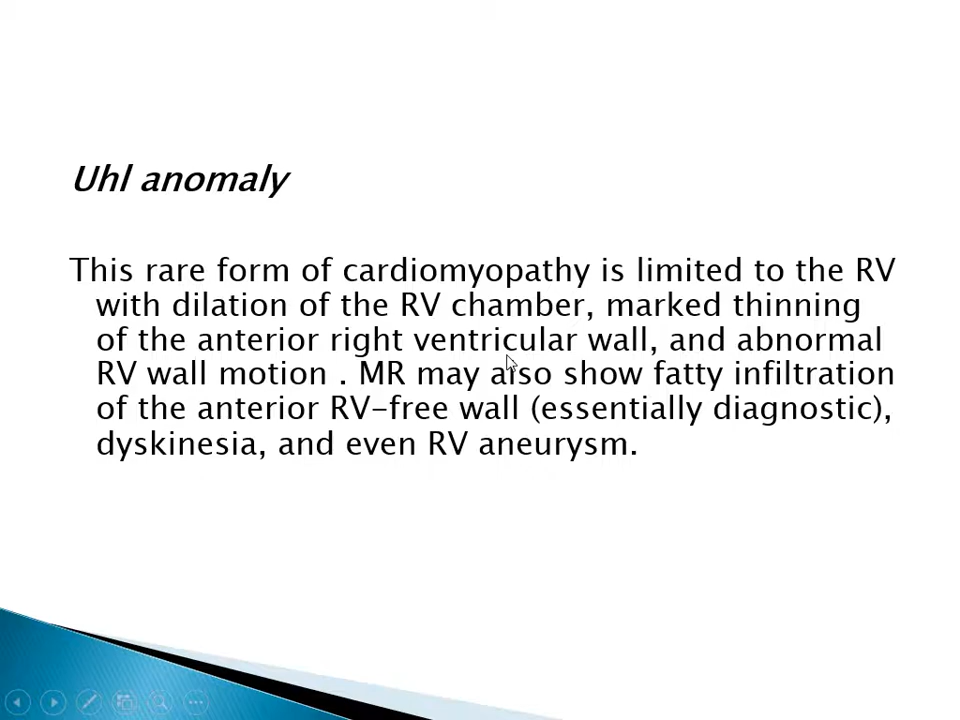 Uhl anomaly
This rare form of cardiomyopathy is limited to the RV
with dilation of the RV chamber, marked thinning
of the anterior right ventricular wall, and abnormal
RV wall motion . MR may also show fatty infiltration
of the anterior RV-free wall (essentially diagnostic),
dyskinesia, and even RV aneurysm.